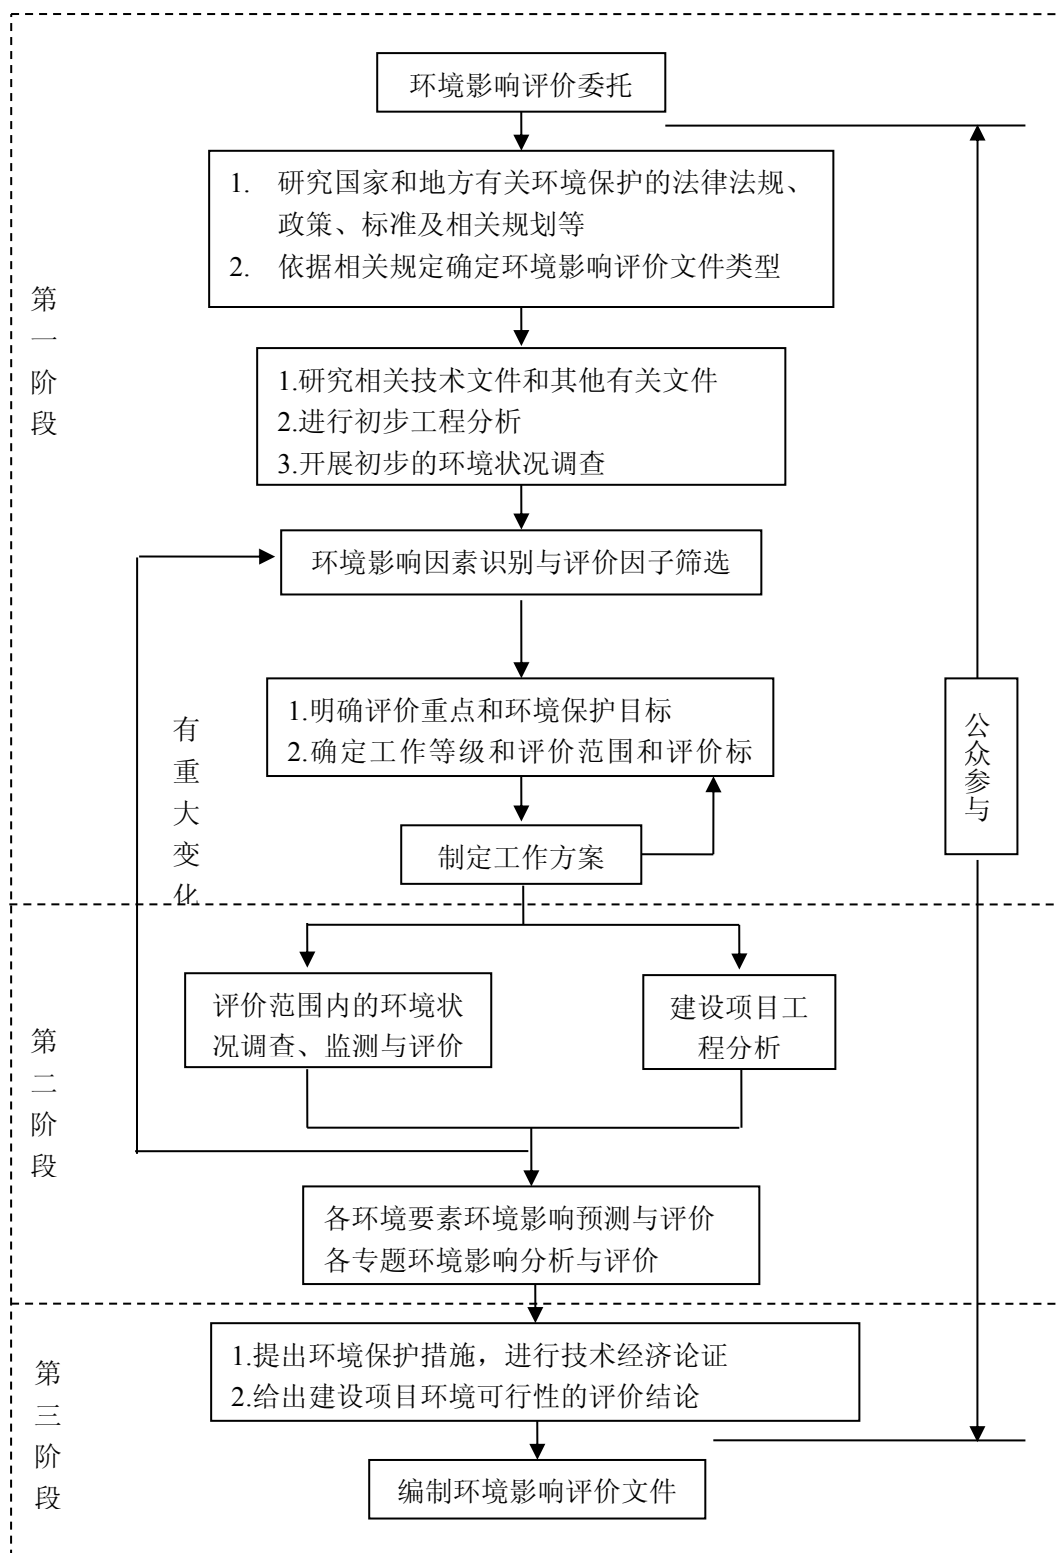 环境影响评价委托
1. 研究国家和地方有关环境保护的法律法规、
政策、标准及相关规划等
2. 依据相关规定确定环境影响评价文件类型
第一阶段
1.研究相关技术文件和其他有关文件
2.进行初步工程分析
3.开展初步的环境状况调查
环境影响因素识别与评价因子筛选
有重大变化
1.明确评价重点和环境保护目标
2.确定工作等级和评价范围和评价标
公众参与
制定工作方案
评价范围内的环境状
况调查、监测与评价
建设项目工
程分析
第二阶段
各环境要素环境影响预测与评价
各专题环境影响分析与评价
第三阶段
1.提出环境保护措施，进行技术经济论证
2.给出建设项目环境可行性的评价结论
编制环境影响评价文件